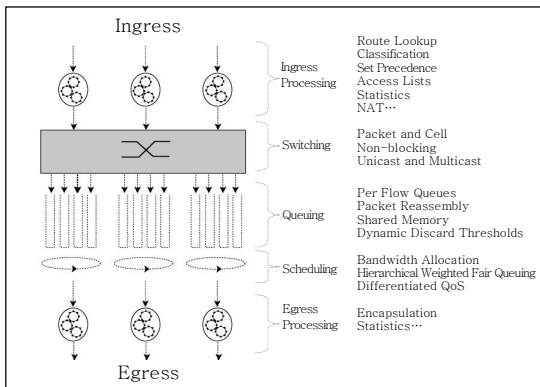 Ingress
Ingress
Processing
Route Lookup
Classification
Set Precedence
Access Lists
Statistics
NAT…
Switching
Packet and Cell
Non-blocking
Unicast and Multicast
Queuing
Per Flow Queues
Packet Reassembly
Shared Memory
Dynamic Discard Thresholds
Scheduling
Bandwidth Allocation
Hierarchical Weighted Fair Queuing
Differentiated QoS
Egress
Processing
Encapsulation
Statistics…
Egress